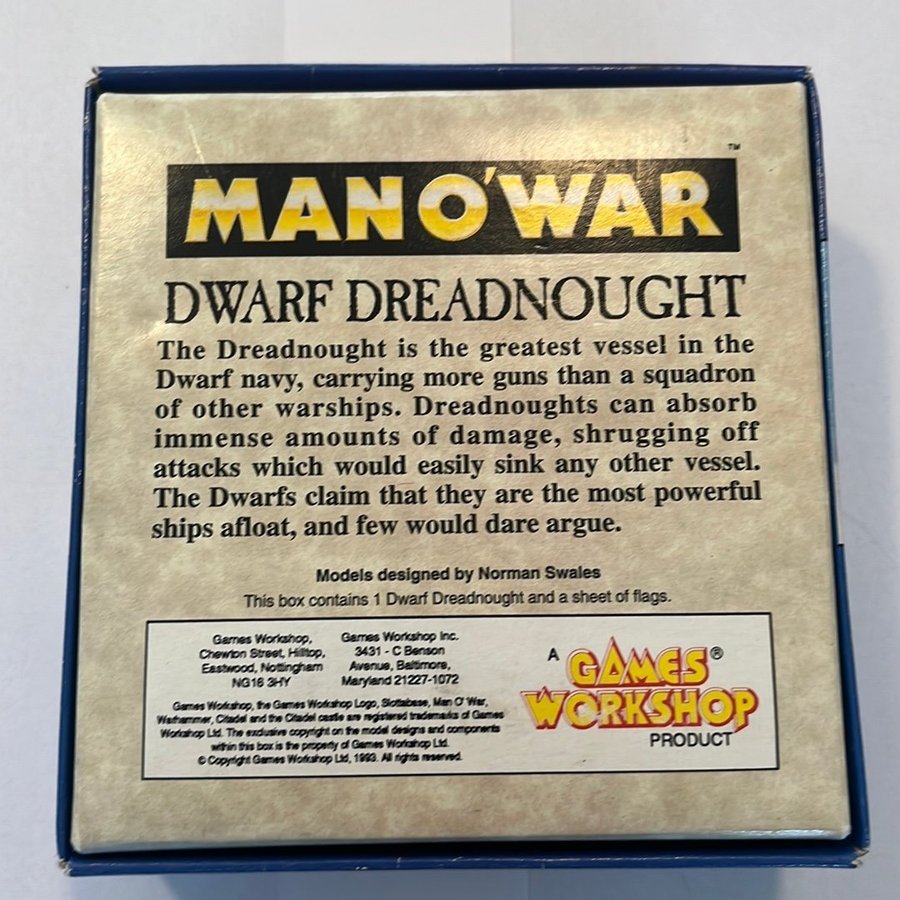 TM
MAN O'WAR
DWARF DREADNOUGHT
The Dreadnought is the greatest vessel in the
Dwarf navy, carrying more guns than a squadron
of other warships. Dreadnoughts can absorb
immense amounts of damage, shrugging off
attacks which would easily sink any other vessel.
The Dwarfs claim that they are the most powerful
ships afloat, and few would dare argue.
Models designed by Norman Swales
This box contains 1 Dwarf Dreadnought and a sheet of flags.
Games Workshop,
Chewton Street, Hilltop,
Eastwood, Nottingham
NG16 3HY
Games Workshop Inc.
3431 - C Benson
Avenue, Baltimore,
Maryland 21227-1072
Games Workshop, the Games Workshop Logo, Slottabase, Man O' War,
Warhammer, Citadel and the Citadel castle are registered trademarks of Games
Workshop Ltd. The exclusive copyright on the model designs and components
within this box is the property of Games Workshop Ltd.
© Copyright Games Workshop Ltd, 1993. All rights reserved.
A GAMES®
WORKSHOP
PRODUCT